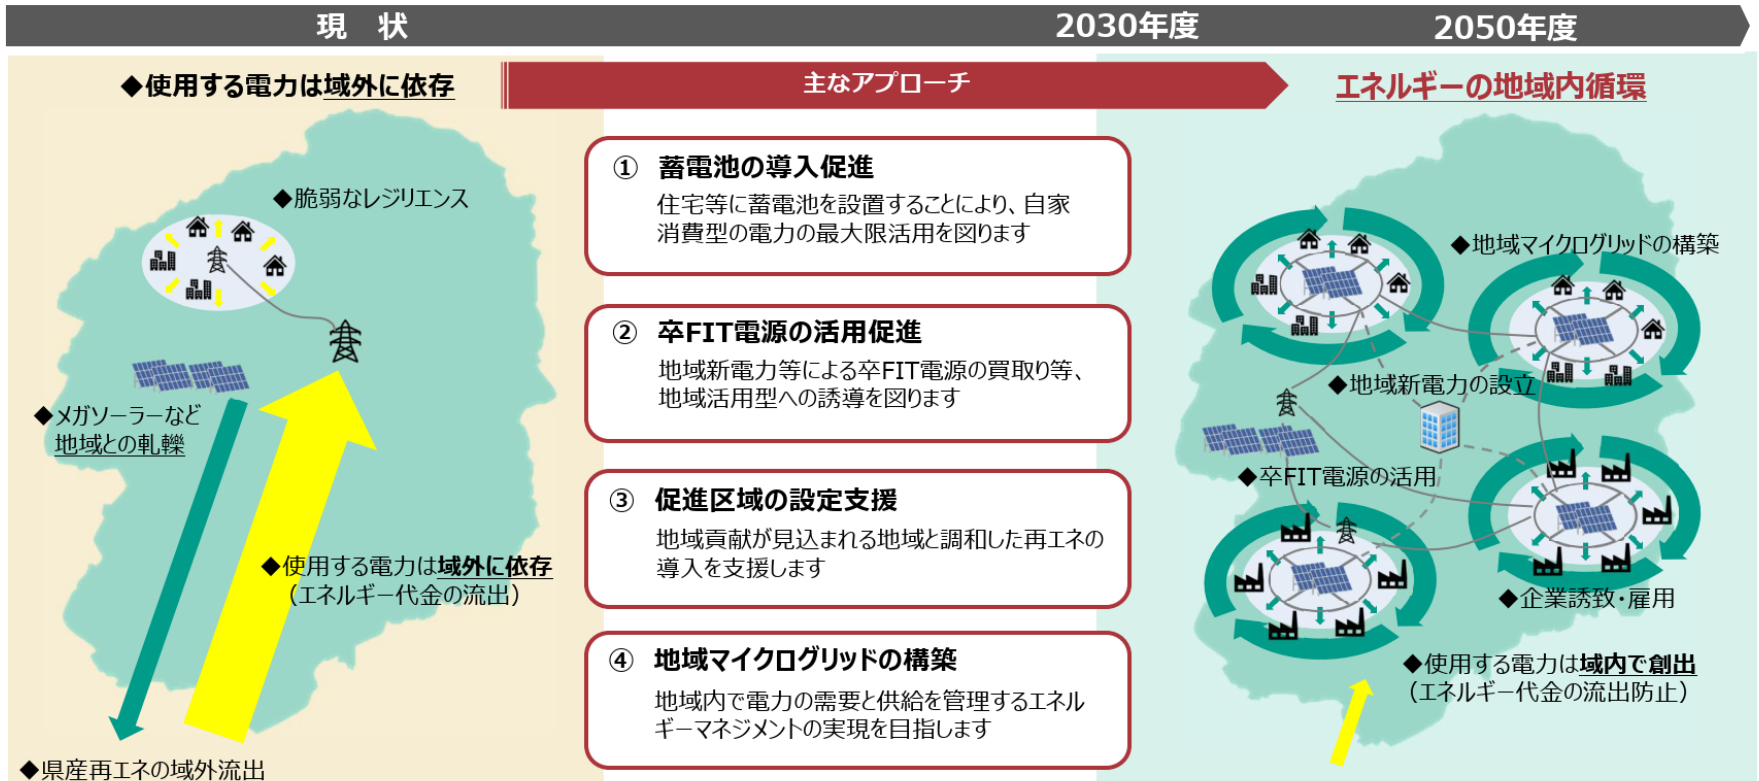 現　状
2030年度
2050年度
◆使用する電力は域外に依存
主なアプローチ
エネルギーの地域内循環
◆脆弱なレジリエンス
◆メガソーラーなど
地域との軋轢
◆使用する電力は域外に依存
（エネルギー代金の流出）
◆県産再エネの域外流出
① 蓄電池の導入促進
住宅等に蓄電池を設置することにより、自家
消費型の電力の最大限活用を図ります
② 卒FIT電源の活用促進
地域新電力等による卒FIT電源の買取り等、
地域活用型への誘導を図ります
③ 促進区域の設定支援
地域貢献が見込まれる地域と調和した再エネの
導入を支援します
④ 地域マイクログリッドの構築
地域内で電力の需要と供給を管理するエネル
ギーマネジメントの実現を目指します
◆地域マイクログリッドの構築
◆地域新電力の設立
◆卒FIT電源の活用
◆企業誘致・雇用
◆使用する電力は域内で創出
（エネルギー代金の流出防止）